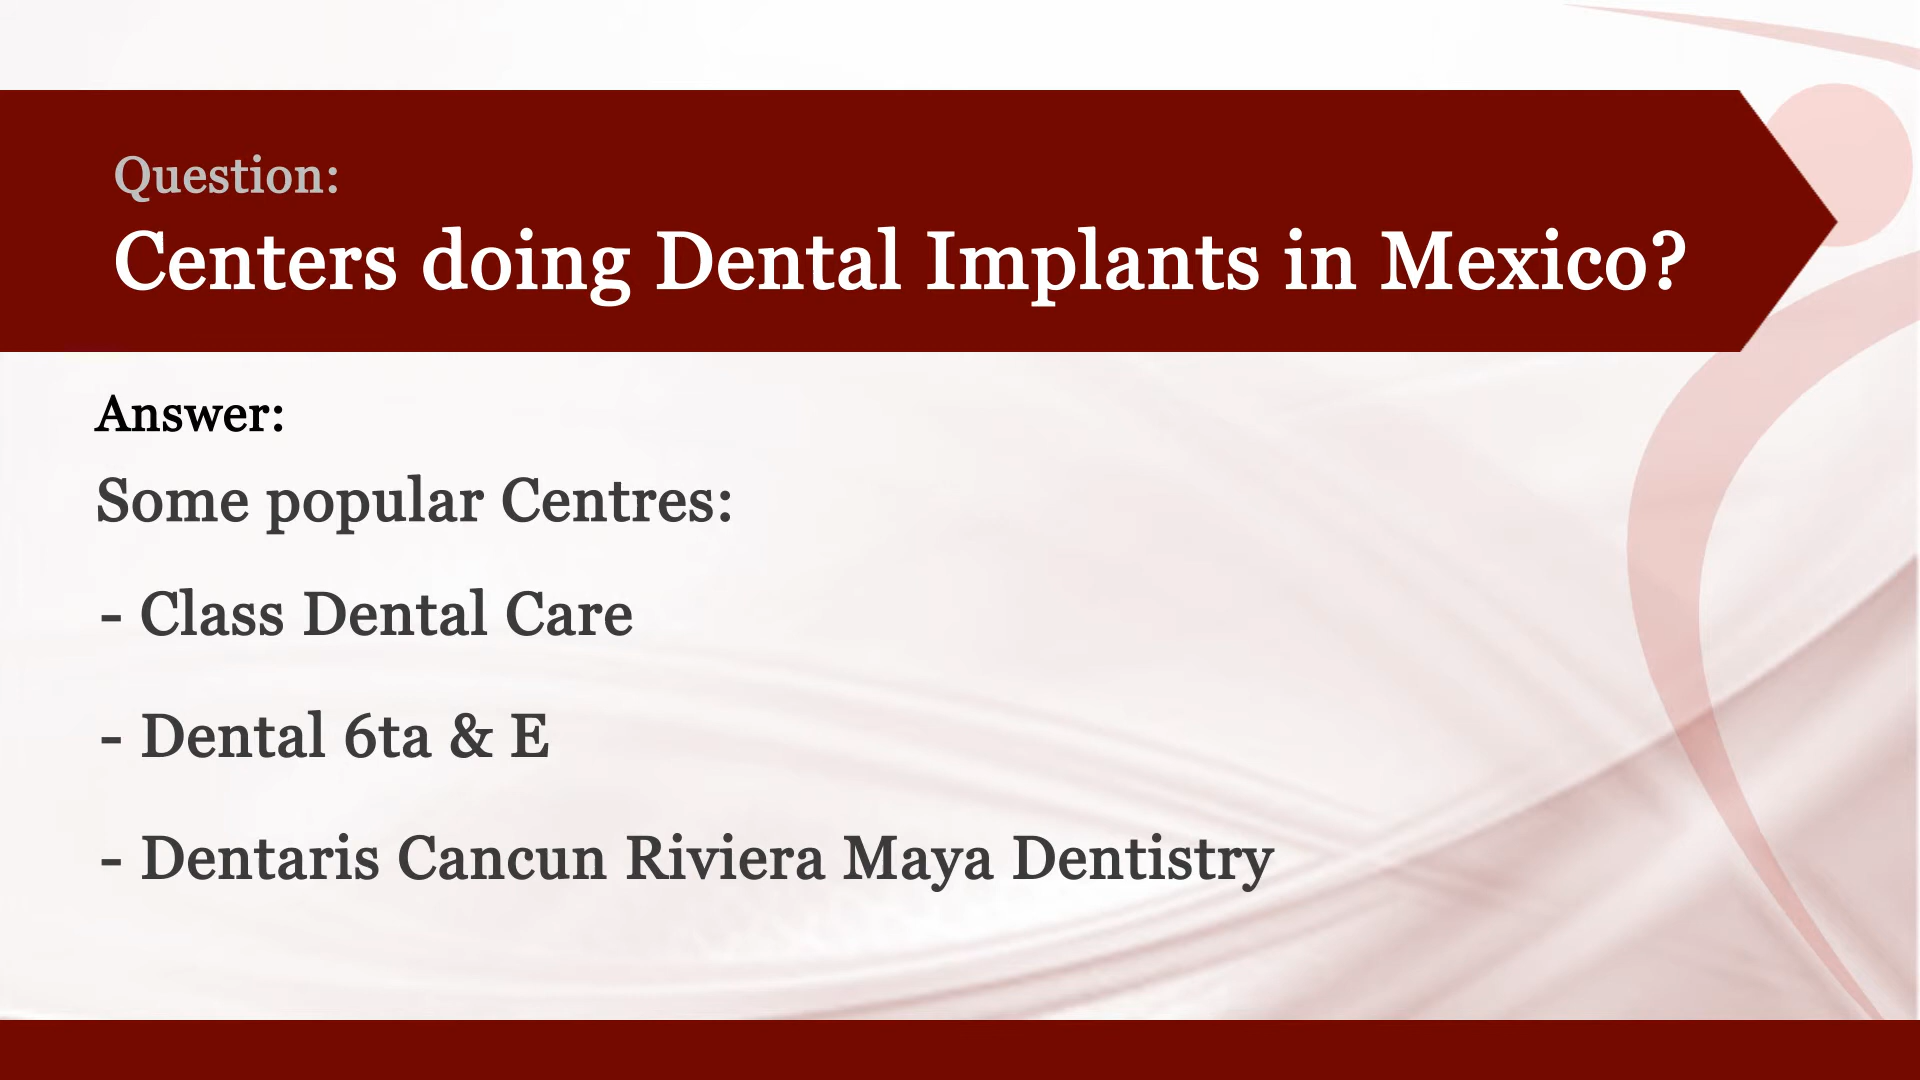 Question:
Centers doing Dental Implants in Mexico?
Answer:
Some popular Centres:
- Class Dental Care
- Dental 6ta & E
- Dentaris Cancun Riviera Maya Dentistry